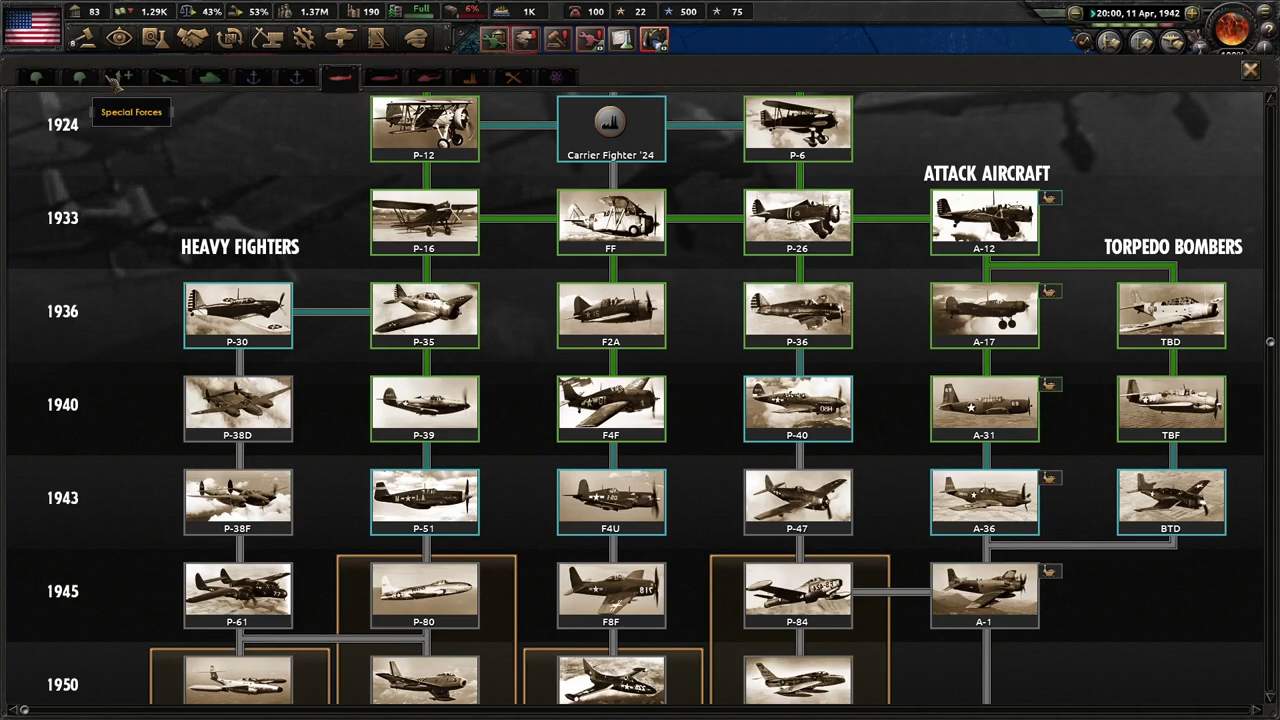 83 1.29K 43% 53% 1.37M 190 Full 6% 1K 100 22 500 75 20:00, 11 Apr, 1942
8
100%
Special Forces
1924
P-12 Carrier Fighter '24 P-6
ATTACK AIRCRAFT
1933
P-16 FF P-26 A-12
HEAVY FIGHTERS TORPEDO BOMBERS
1936
P-30 P-35 F2A P-36 A-17 TBD
1940
P-38D P-39 F4F P-40 A-31 TBF
1943
P-38F P-51 F4U P-47 A-36 BTD
1945
P-61 P-80 F8F P-84 A-1
1950